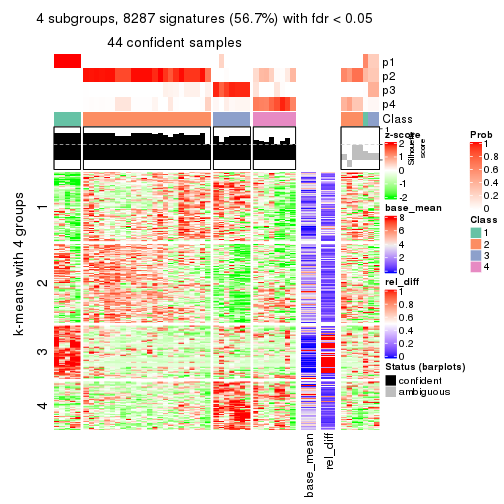 4 subgroups, 8287 signatures (56.7%) with fdr < 0.05
44 confident samples
p1
p2
p3
p4
Class
1
Silhouette
score
k-means with 4 groups
1
2
3
4
base_mean
rel_diff
z-score
2
1
0
-1
-2
base_mean
8
6
4
2
0
rel_diff
1
0.8
0.6
0.4
0.2
0
Status (barplots)
confident
ambiguous
Prob
1
0.8
0.6
0.4
0.2
0
Class
1
2
3
4